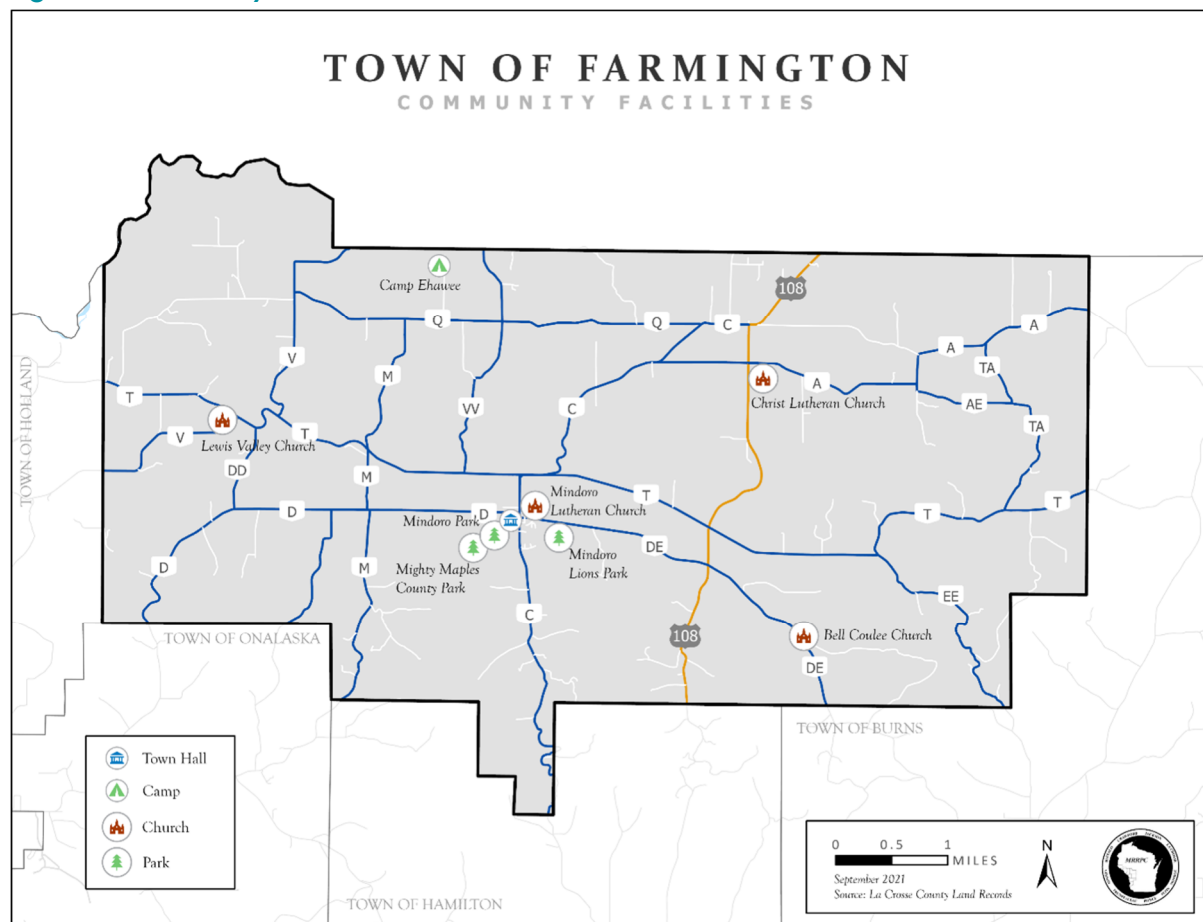 TOWN OF FARMINGTON
COMMUNITY FACILITIES
108
Camp Ehawee
Q
Q
C
A
V
A
TA
M
A
T
VV
C
Christ Lutheran Church
AE
TA
V
T
Lewis Valley Church
DD
M
T
T
Mindoro
Lutheran Church
D
D
Mindoro Park
T
DE
Mindoro
Lions Park
D
M
Mighty Maples
County Park
EE
C
108
Bell Coulee Church
DE
TOWN OF HOLLAND
TOWN OF ONALASKA
TOWN OF BURNS
TOWN OF HAMILTON
Town Hall
Camp
Church
Park
0 0.5 1
MILES
N
September 2021
Source: La Crosse County Land Records
MRRPC